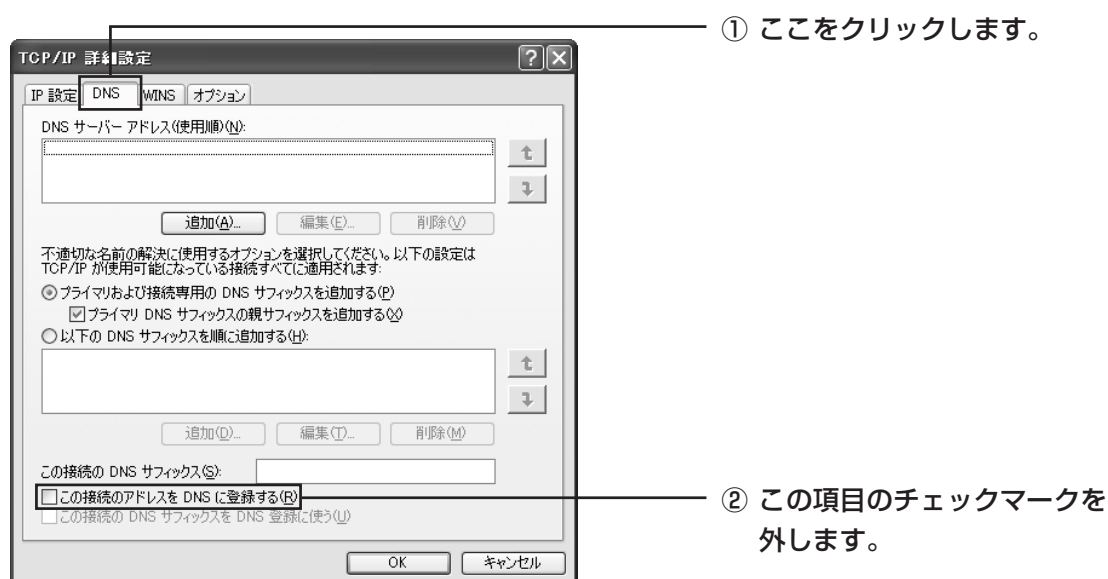 ① ここをクリックします。
TCP/IP 詳細設定
IP 設定 DNS WINS オプション
DNS サーバー アドレス(使用順)(N):
追加(A)... 編集(E)... 削除(V)
不適切な名前の解決に使用するオプションを選択してください。以下の設定は
TCP/IP が使用可能になっている接続すべてに適用されます:
プライマリおよび接続専用の DNS サフィックスを追加する(P)
プライマリ DNS サフィックスの親サフィックスを追加する(X)
以下の DNS サフィックスを順に追加する(H):
追加(D)... 編集(T)... 削除(M)
この接続の DNS サフィックス(S):
この接続のアドレスを DNS に登録する(R)
この接続の DNS サフィックスを DNS 登録に使う(U)
② この項目のチェックマークを
外します。
OK キャンセル